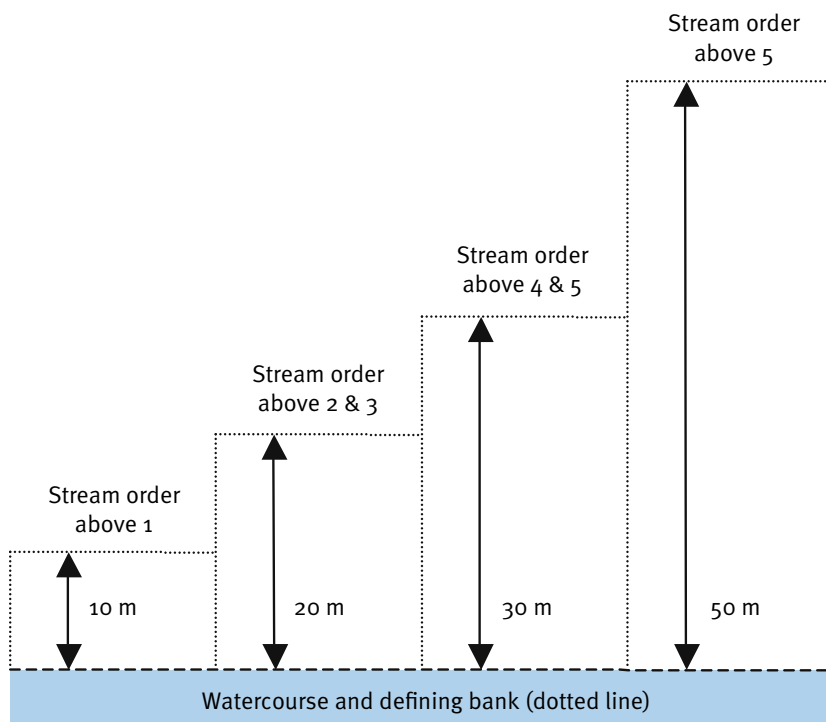 Stream order
above 5
Stream order
above 4 & 5
Stream order
above 2 & 3
Stream order
above 1
10 m
20 m
30 m
50 m
Watercourse and defining bank (dotted line)